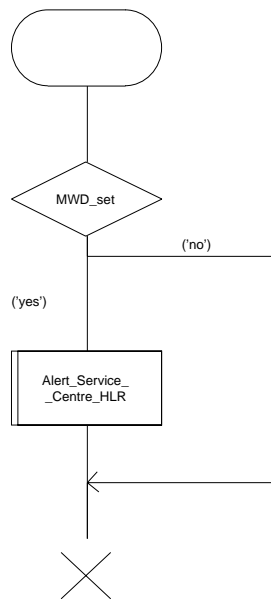 MWD_set
('no')
('yes')
Alert_Service_
_Centre_HLR